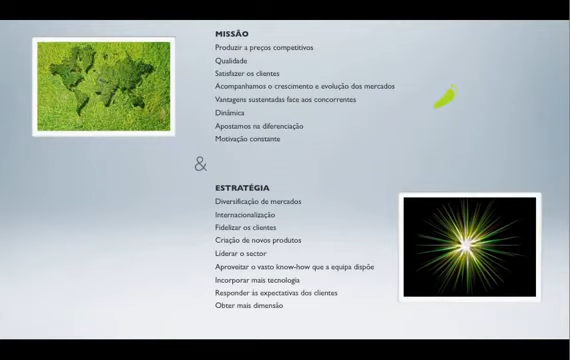 MISSÃO
Produzir a preços competitivos
Qualidade
Satisfazer os clientes
Acompanhamos o crescimento e evolução dos mercados
Vantagens sustentadas face aos concorrentes
Dinâmica
Apostamos na diferenciação
Motivação constante
&
ESTRATÉGIA
Diversificação de mercados
Internacionalização
Fidelizar os clientes
Criação de novos produtos
Liderar o sector
Aproveitar o vasto know-how que a equipa dispõe
Incorporar mais tecnologia
Responder às expectativas dos clientes
Obter mais dimensão